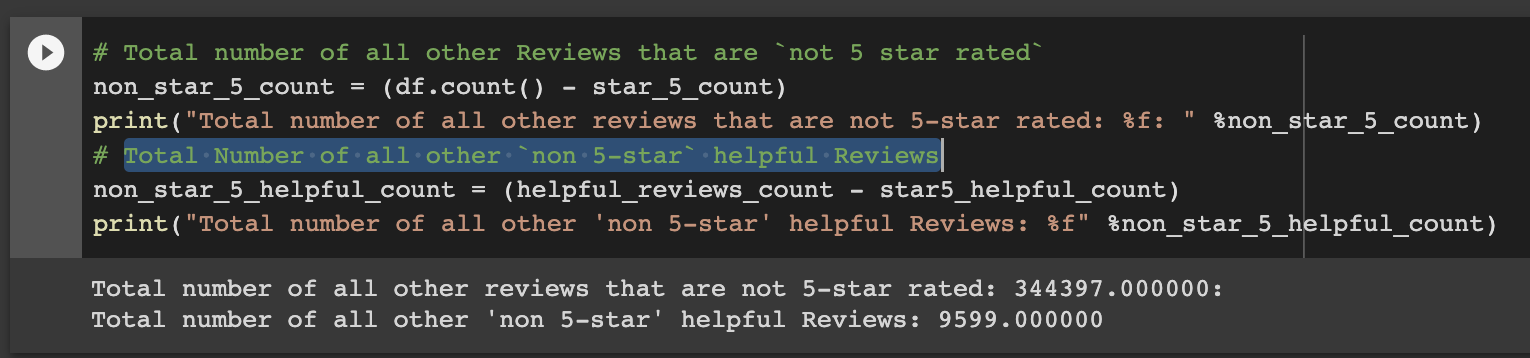 # Total number of all other Reviews that are `not 5 star rated`
non_star_5_count = (df.count() - star_5_count)
print("Total number of all other reviews that are not 5-star rated: %f: " %non_star_5_count)
# Total Number of all other `non 5-star` helpful Reviews
non_star_5_helpful_count = (helpful_reviews_count - star5_helpful_count)
print("Total number of all other 'non 5-star' helpful Reviews: %f" %non_star_5_helpful_count)
Total number of all other reviews that are not 5-star rated: 344397.000000:
Total number of all other 'non 5-star' helpful Reviews: 9599.000000